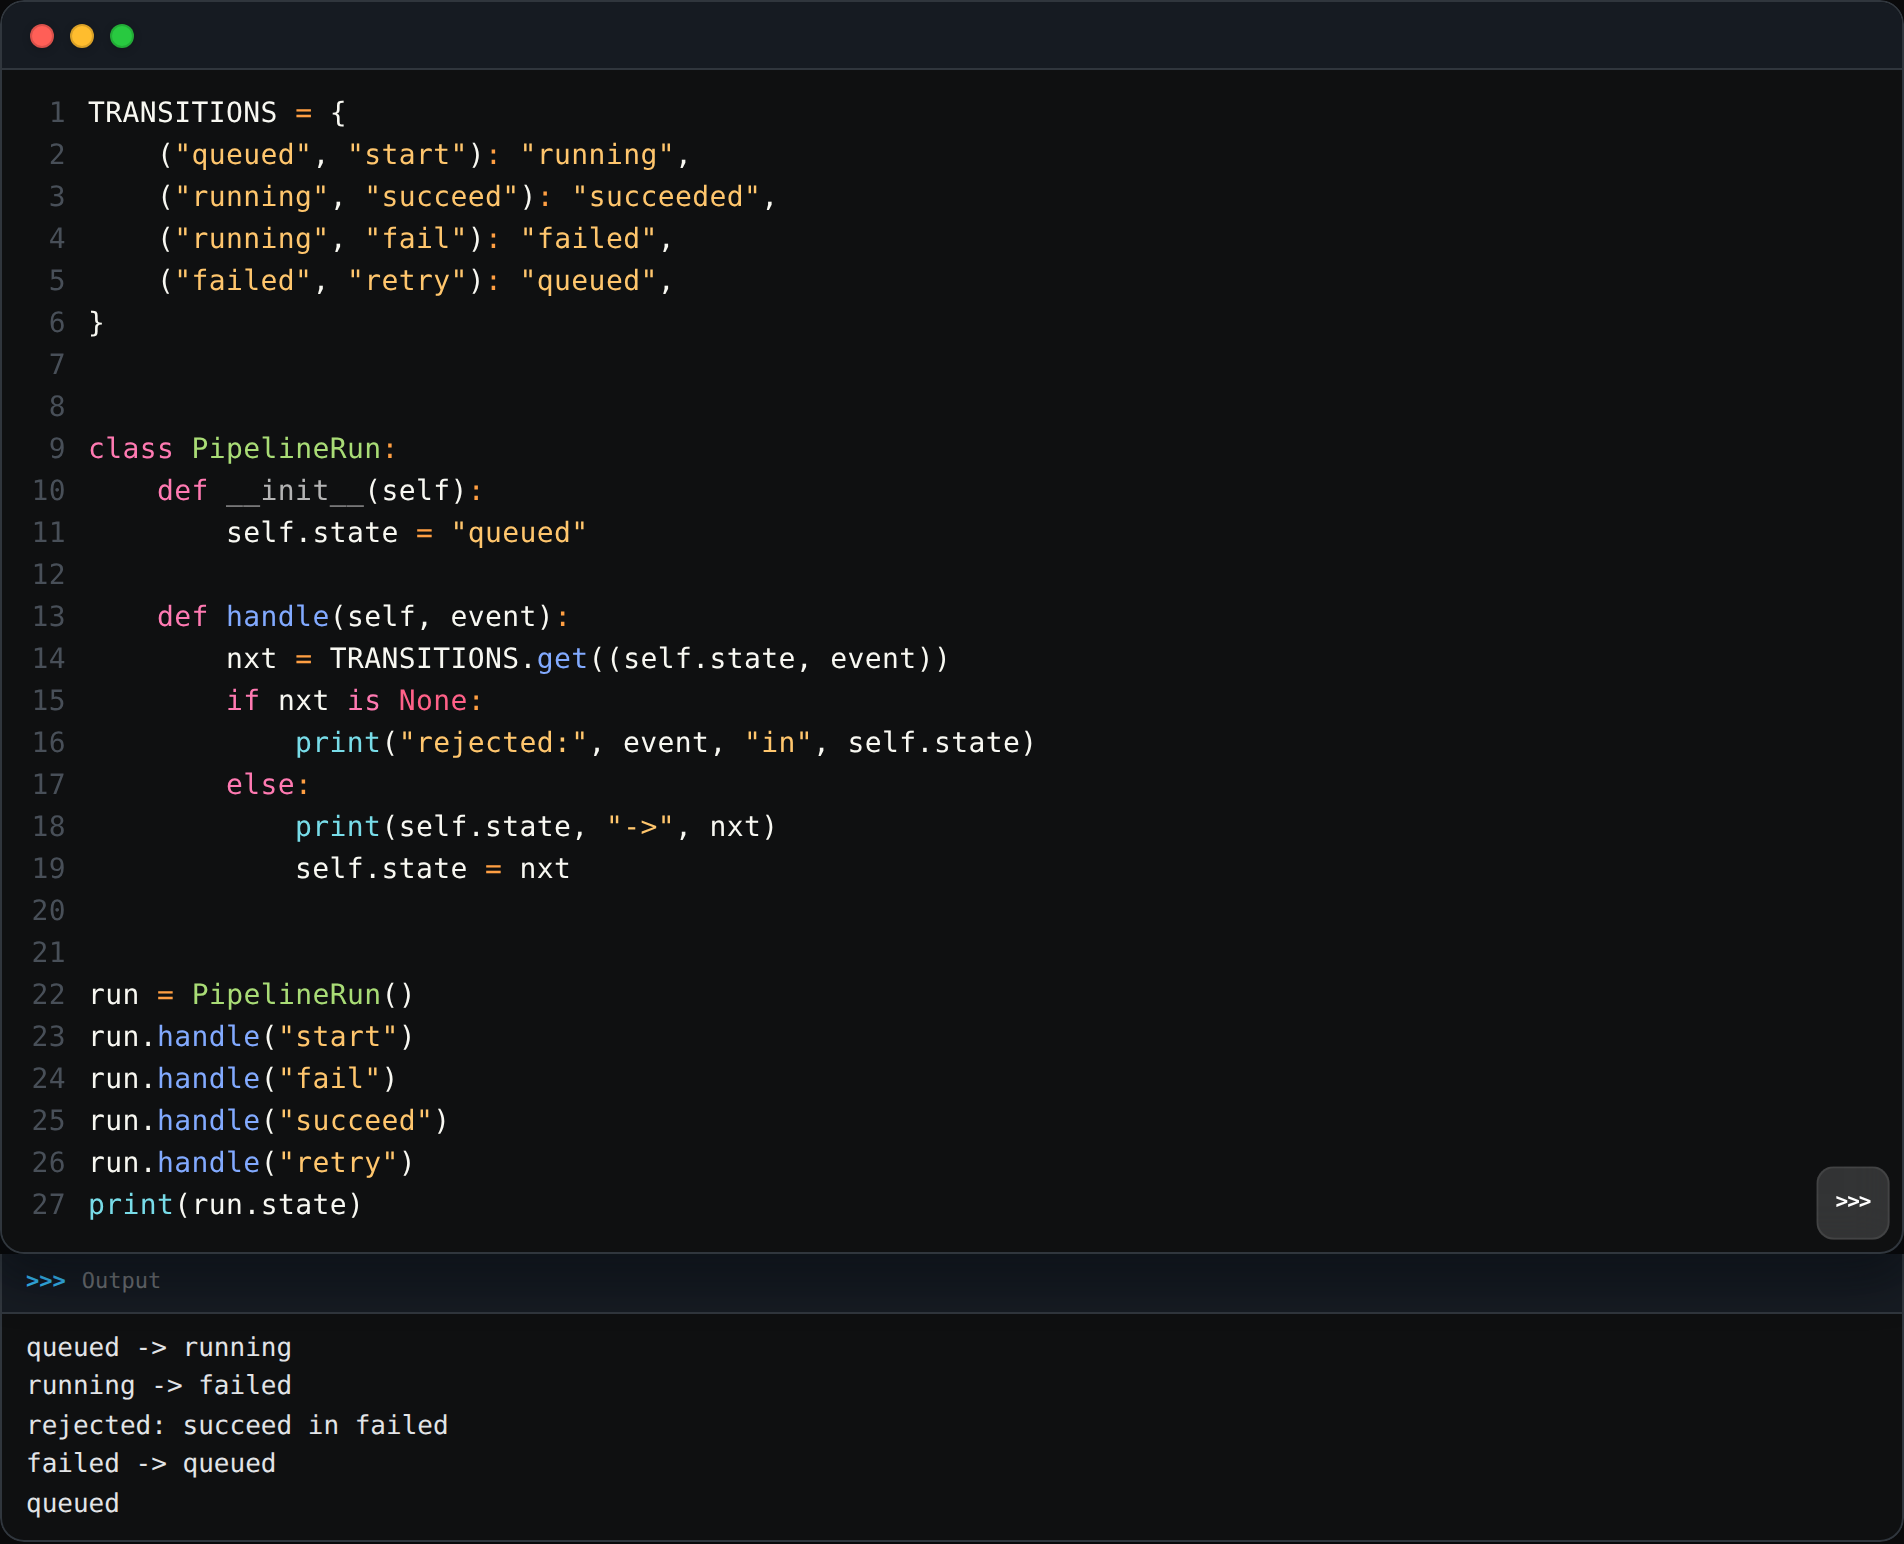 1 TRANSITIONS = {
2     ("queued", "start"): "running",
3     ("running", "succeed"): "succeeded",
4     ("running", "fail"): "failed",
5     ("failed", "retry"): "queued",
6 }
7
8
9 class PipelineRun:
10     def __init__(self):
11         self.state = "queued"
12
13     def handle(self, event):
14         nxt = TRANSITIONS.get((self.state, event))
15         if nxt is None:
16             print("rejected:", event, "in", self.state)
17         else:
18             print(self.state, "->", nxt)
19             self.state = nxt
20
21
22 run = PipelineRun()
23 run.handle("start")
24 run.handle("fail")
25 run.handle("succeed")
26 run.handle("retry")
27 print(run.state)
>>>
>>> Output
queued -> running
running -> failed
rejected: succeed in failed
failed -> queued
queued